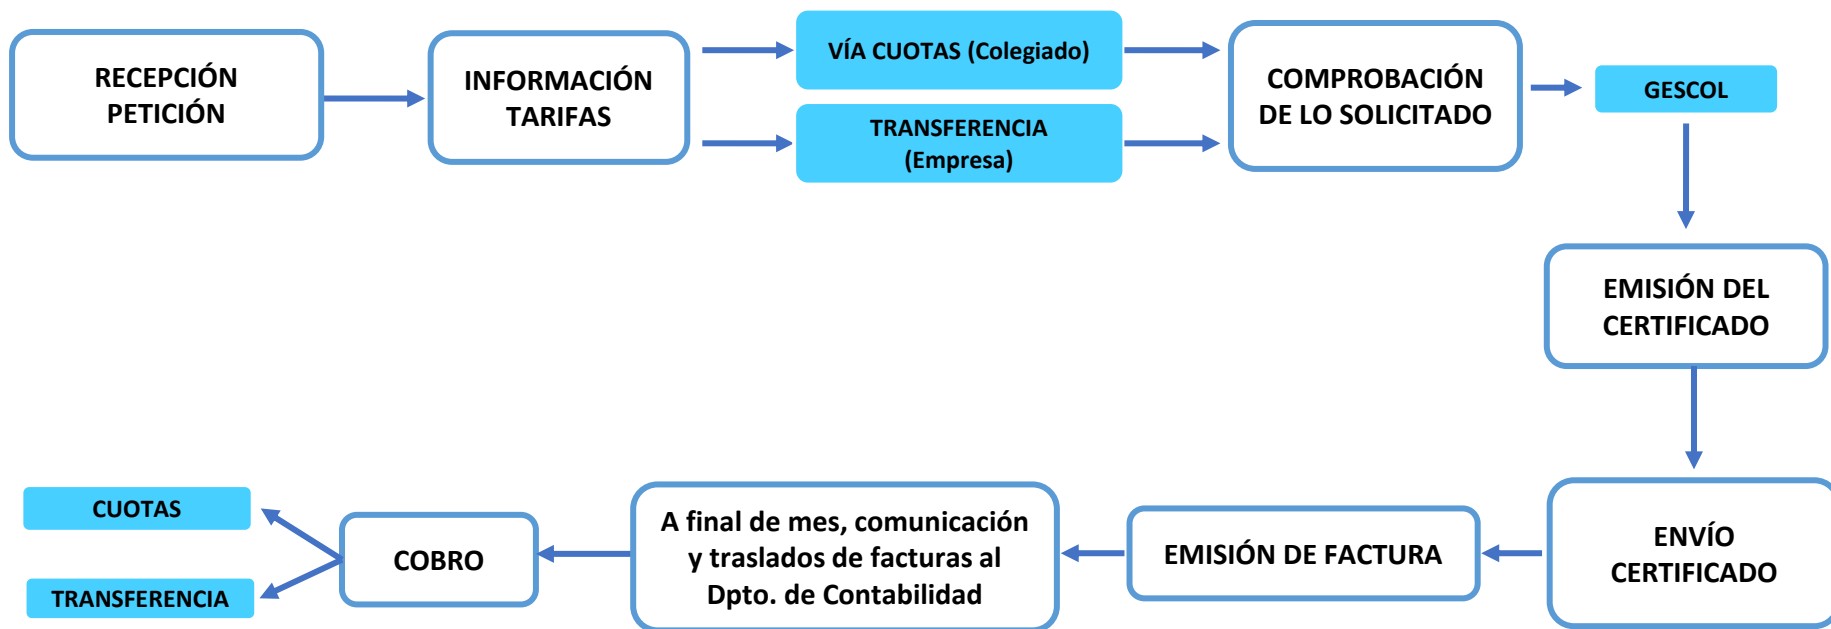 RECEPCIÓN
PETICIÓN
INFORMACIÓN
TARIFAS
VÍA CUOTAS (Colegiado)
TRANSFERENCIA
(Empresa)
COMPROBACIÓN
DE LO SOLICITADO
GESCOL
EMISIÓN DEL
CERTIFICADO
ENVÍO
CERTIFICADO
EMISIÓN DE FACTURA
A final de mes, comunicación
y traslados de facturas al
Dpto. de Contabilidad
COBRO
CUOTAS
TRANSFERENCIA